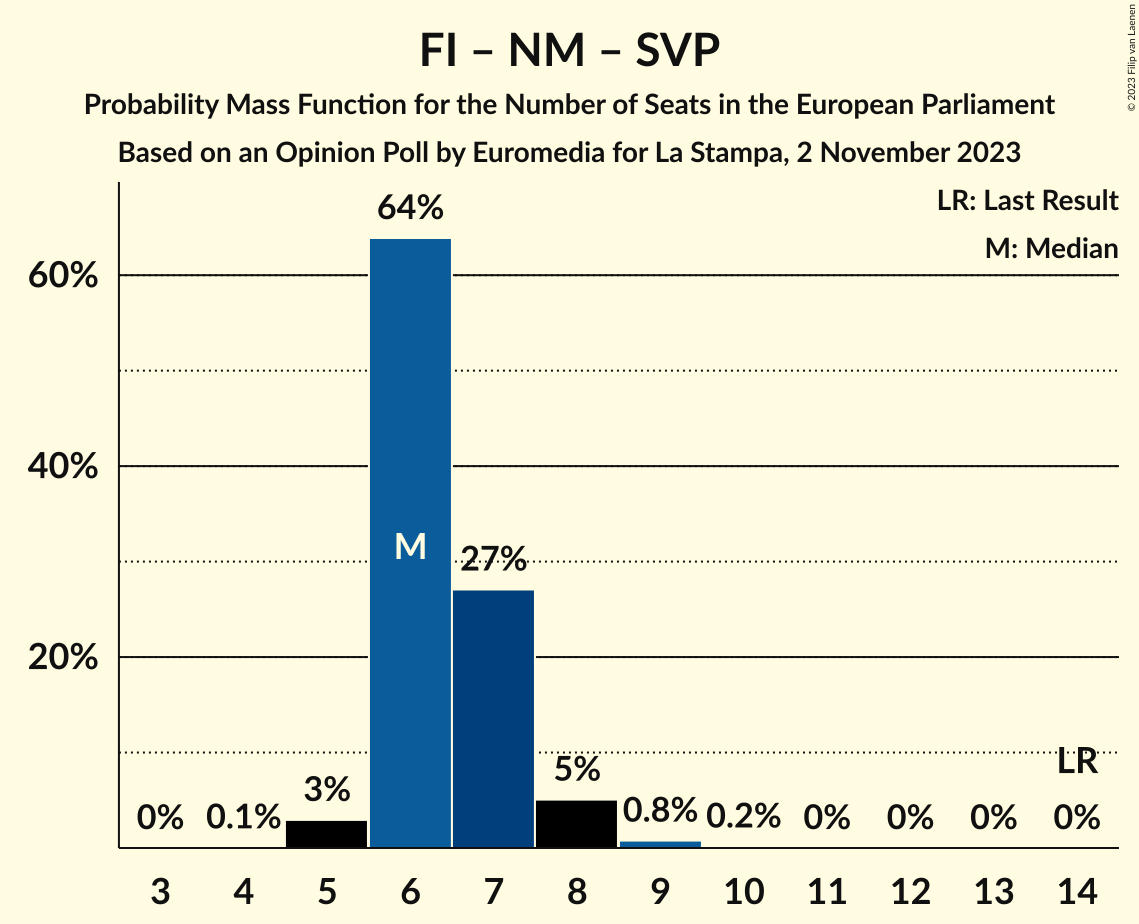 FI – NM – SVP
Probability Mass Function for the Number of Seats in the European Parliament
Based on an Opinion Poll by Euromedia for La Stampa, 2 November 2023
© 2023 Filip van Laenen
LR: Last Result
M: Median
60%
40%
20%
64%
M
27%
3%
5%
LR
0%
0.1%
0.8%
0.2%
0%
0%
0%
0%
3 4 5 6 7 8 9 10 11 12 13 14